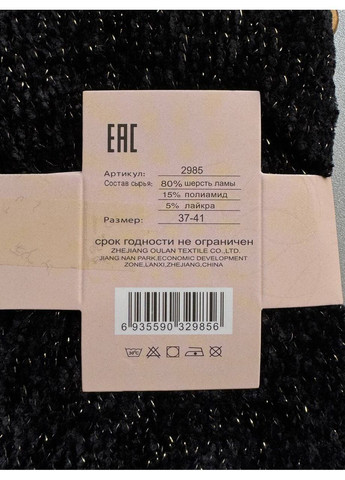 EAC
Артикул: 2985
Состав сырья: 80% шерсть ламы
15% полиамид
5% лайкра
Размер: 37-41
срок годности не ограничен
ZHEJIANG OULAN TEXTILE CO.,LTD.
JIANG NAN PARK,ECONOMIC DEVELOPMENT
ZONE,LANXI,ZHEJIANG,CHINA
6 935590 329856